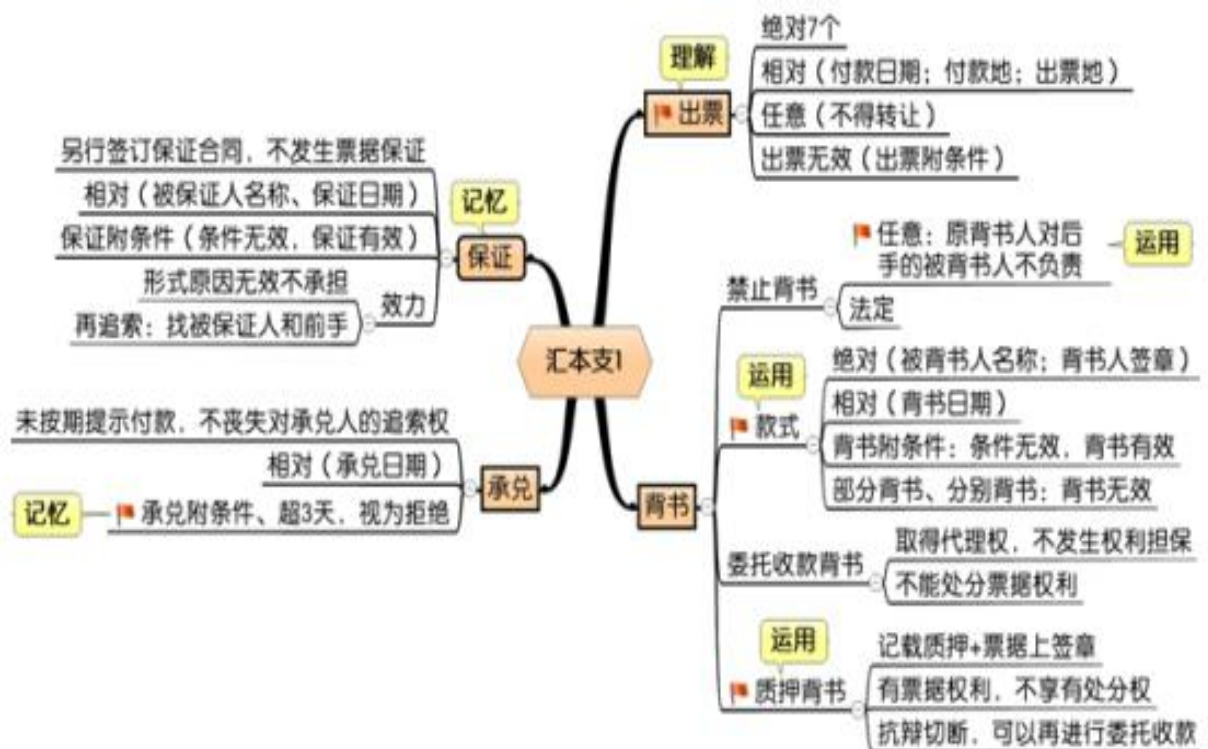 汇本支1
理解
出票
绝对7个
相对（付款日期；付款地；出票地）
任意（不得转让）
出票无效（出票附条件）
背书
禁止背书
任意：原背书人对后
手的被背书人不负责
运用
法定
运用
款式
绝对（被背书人名称；背书人签章）
相对（背书日期）
背书附条件：条件无效，背书有效
部分背书、分别背书：背书无效
委托收款背书
取得代理权，不发生权利担保
不能处分票据权利
运用
质押背书
记载质押+票据上签章
有票据权利，不享有处分权
抗辩切断，可以再进行委托收款
记忆
保证
另行签订保证合同，不发生票据保证
相对（被保证人名称、保证日期）
保证附条件（条件无效，保证有效）
效力
形式原因无效不承担
再追索：找被保证人和前手
承兑
未按期提示付款，不丧失对承兑人的追索权
相对（承兑日期）
承兑附条件、超3天，视为拒绝
记忆